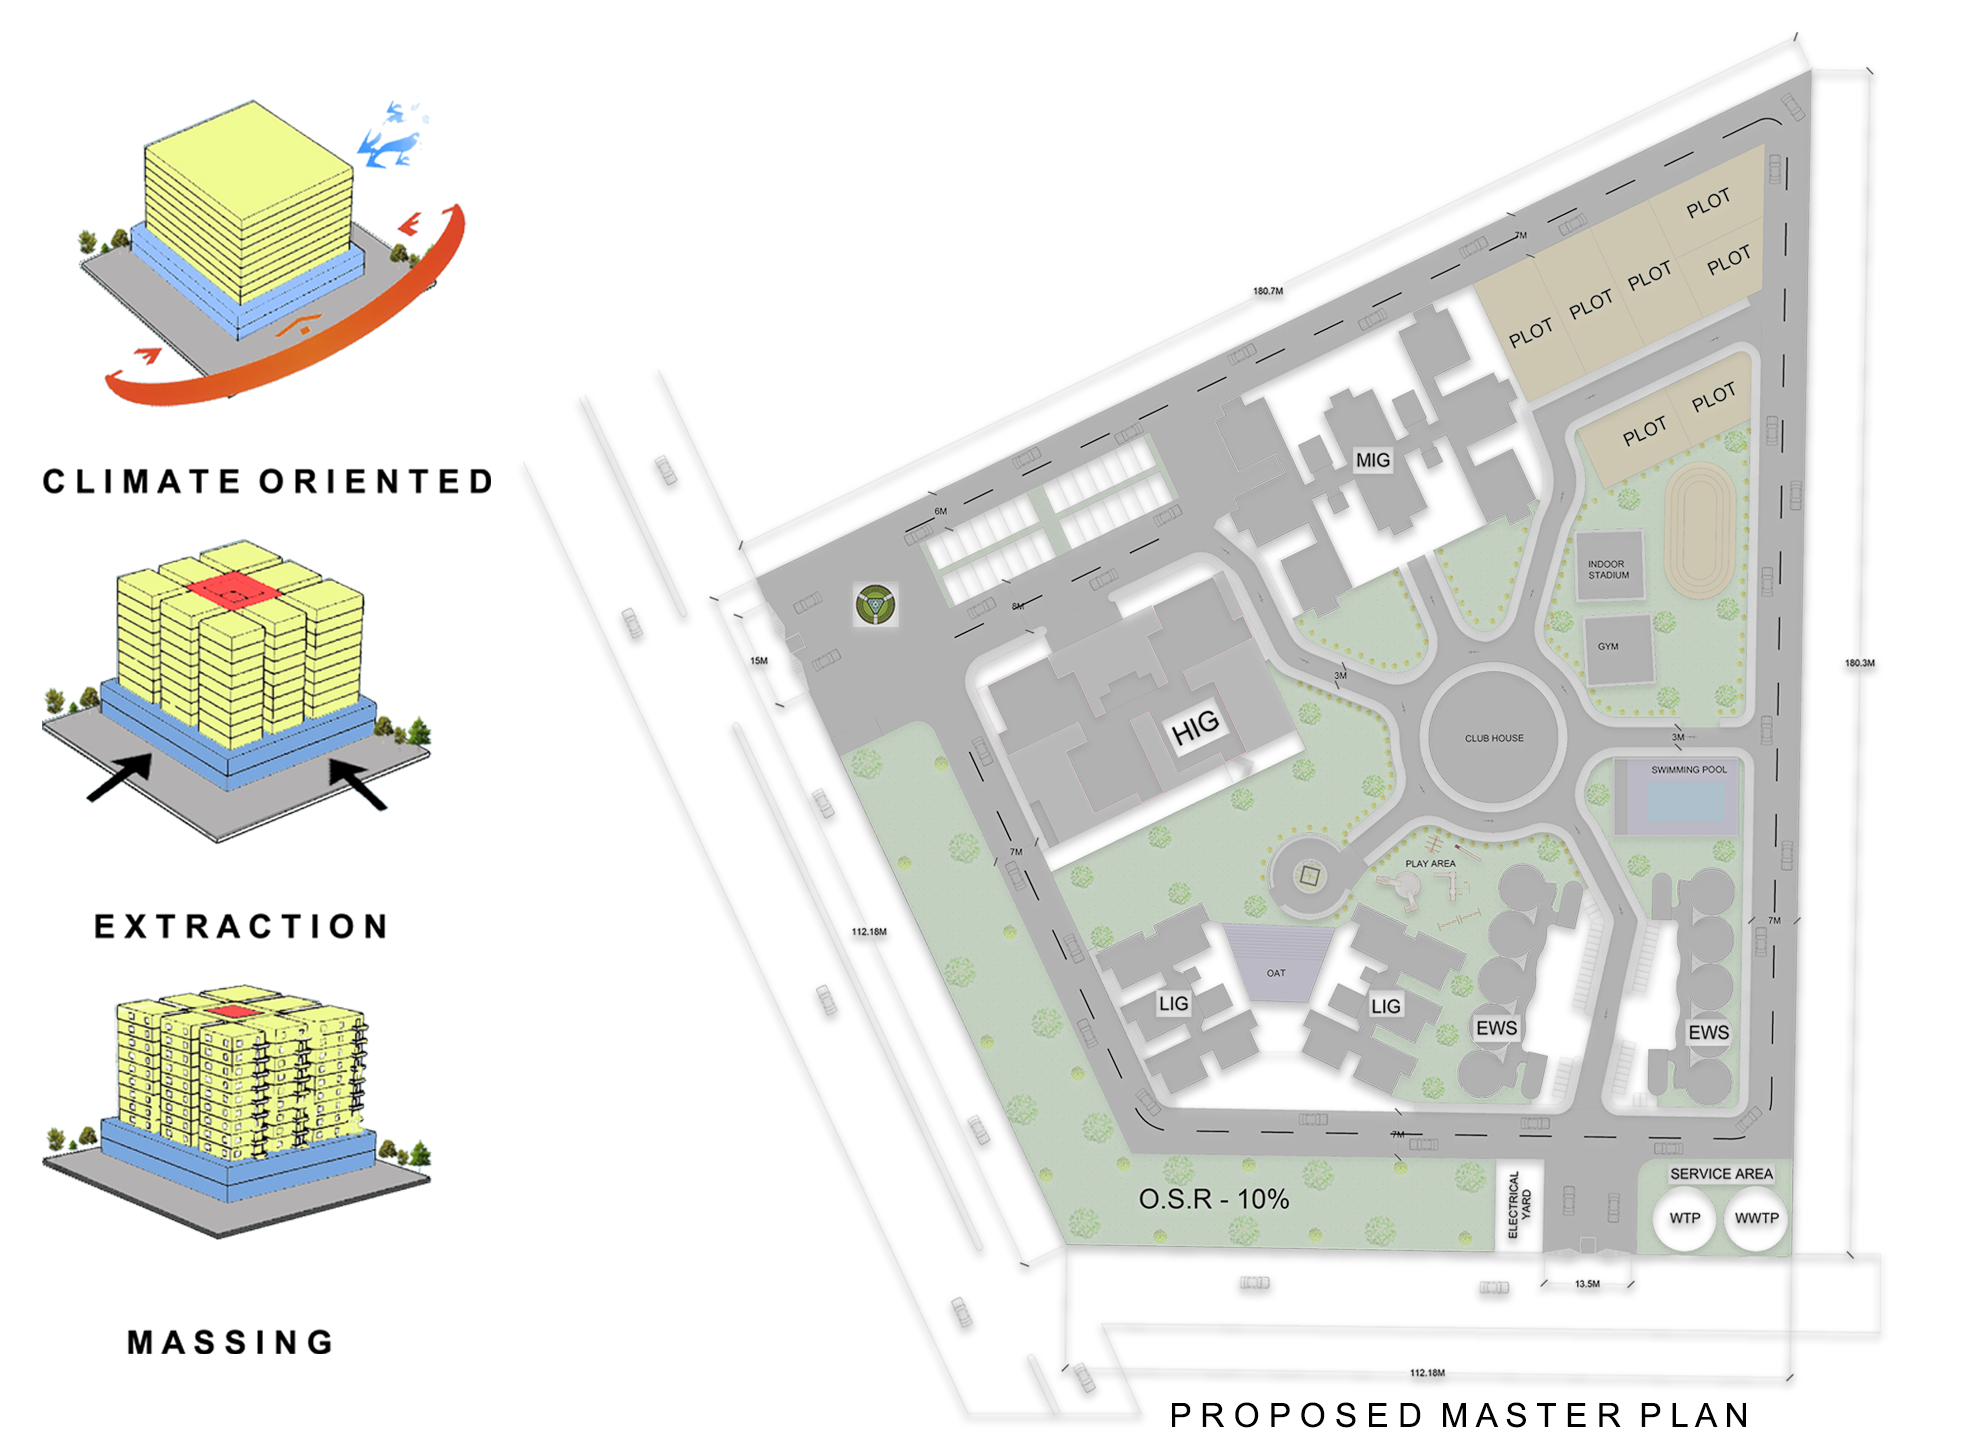 CLIMATE ORIENTED
EXTRACTION
MASSING
180.7M
7M
PLOT
PLOT
PLOT
PLOT
PLOT
PLOT
PLOT
MIG
6M
8M
INDOOR
STADIUM
GYM
15M
3M
180.3M
HIG
CLUB HOUSE
3M
SWIMMING POOL
7M
PLAY AREA
112.18M
7M
OAT
LIG
LIG
EWS
EWS
7M
O.S.R - 10%
ELECTRICAL
YARD
SERVICE AREA
WTP
WWTP
13.5M
112.18M
PROPOSED MASTER PLAN